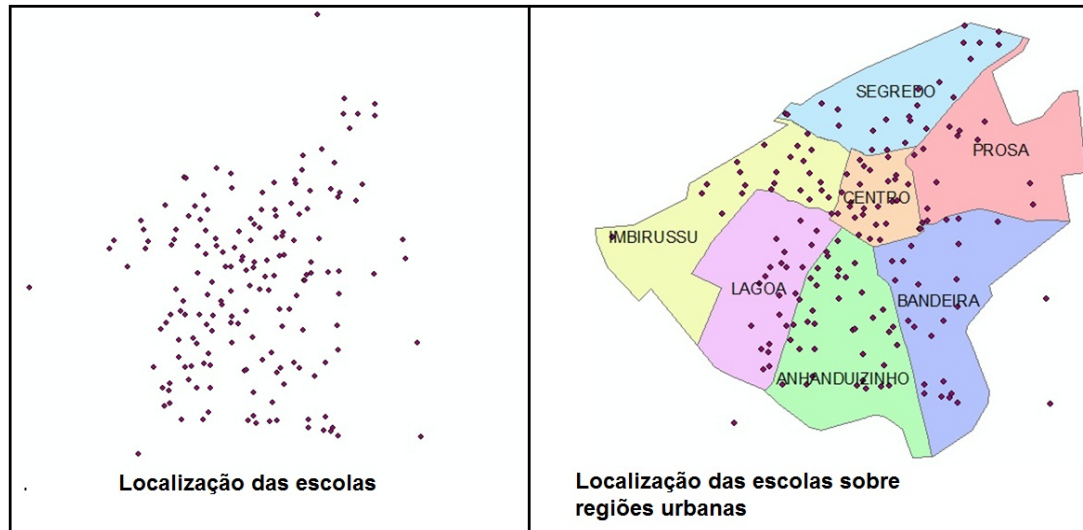 Localização das escolas
SEGREDO
PROSA
CENTRO
IMBIRUSSU
LAGOA
BANDEIRA
ANHANDUIZINHO
Localização das escolas sobre
regiões urbanas